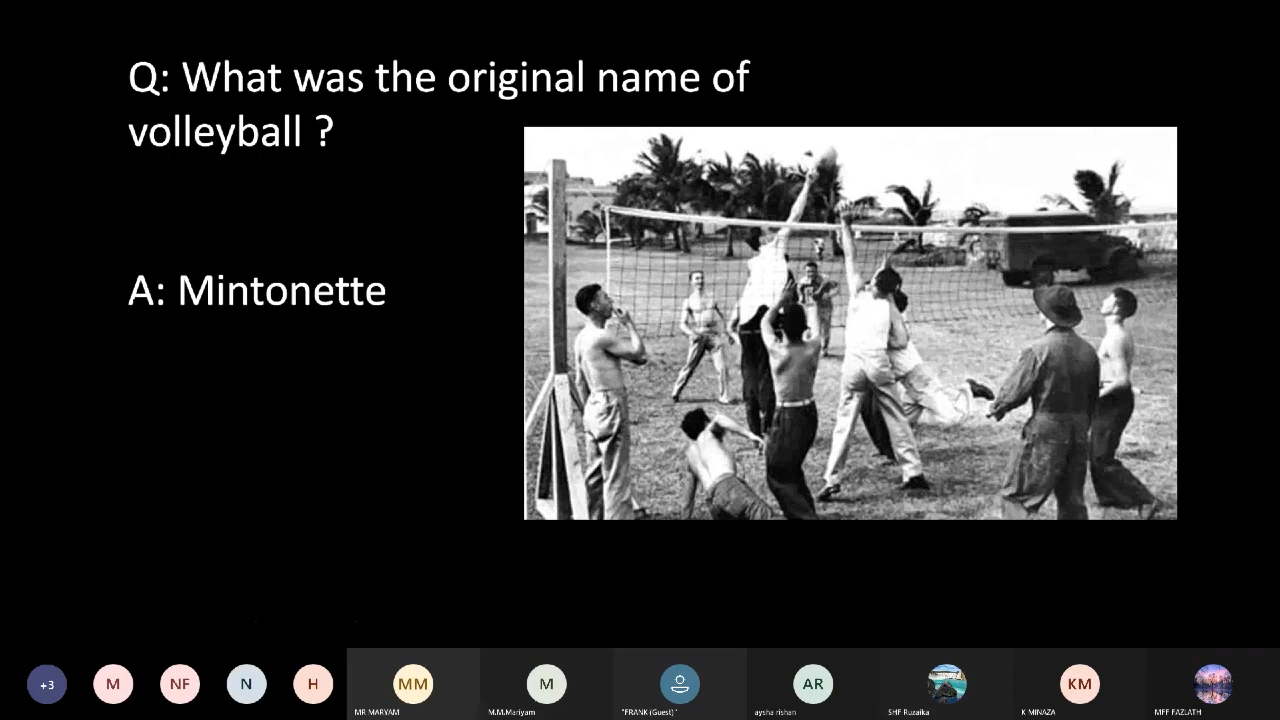 Q: What was the original name of
volleyball ?
A: Mintonette
+3
M
NF
N
H
MM
M
AR
KM
MR MARYAM
M.M.Mariyam
"FRANK (Guest)"
aysha rishan
SHF Ruzaika
K MINAZA
MFF FAZLATH